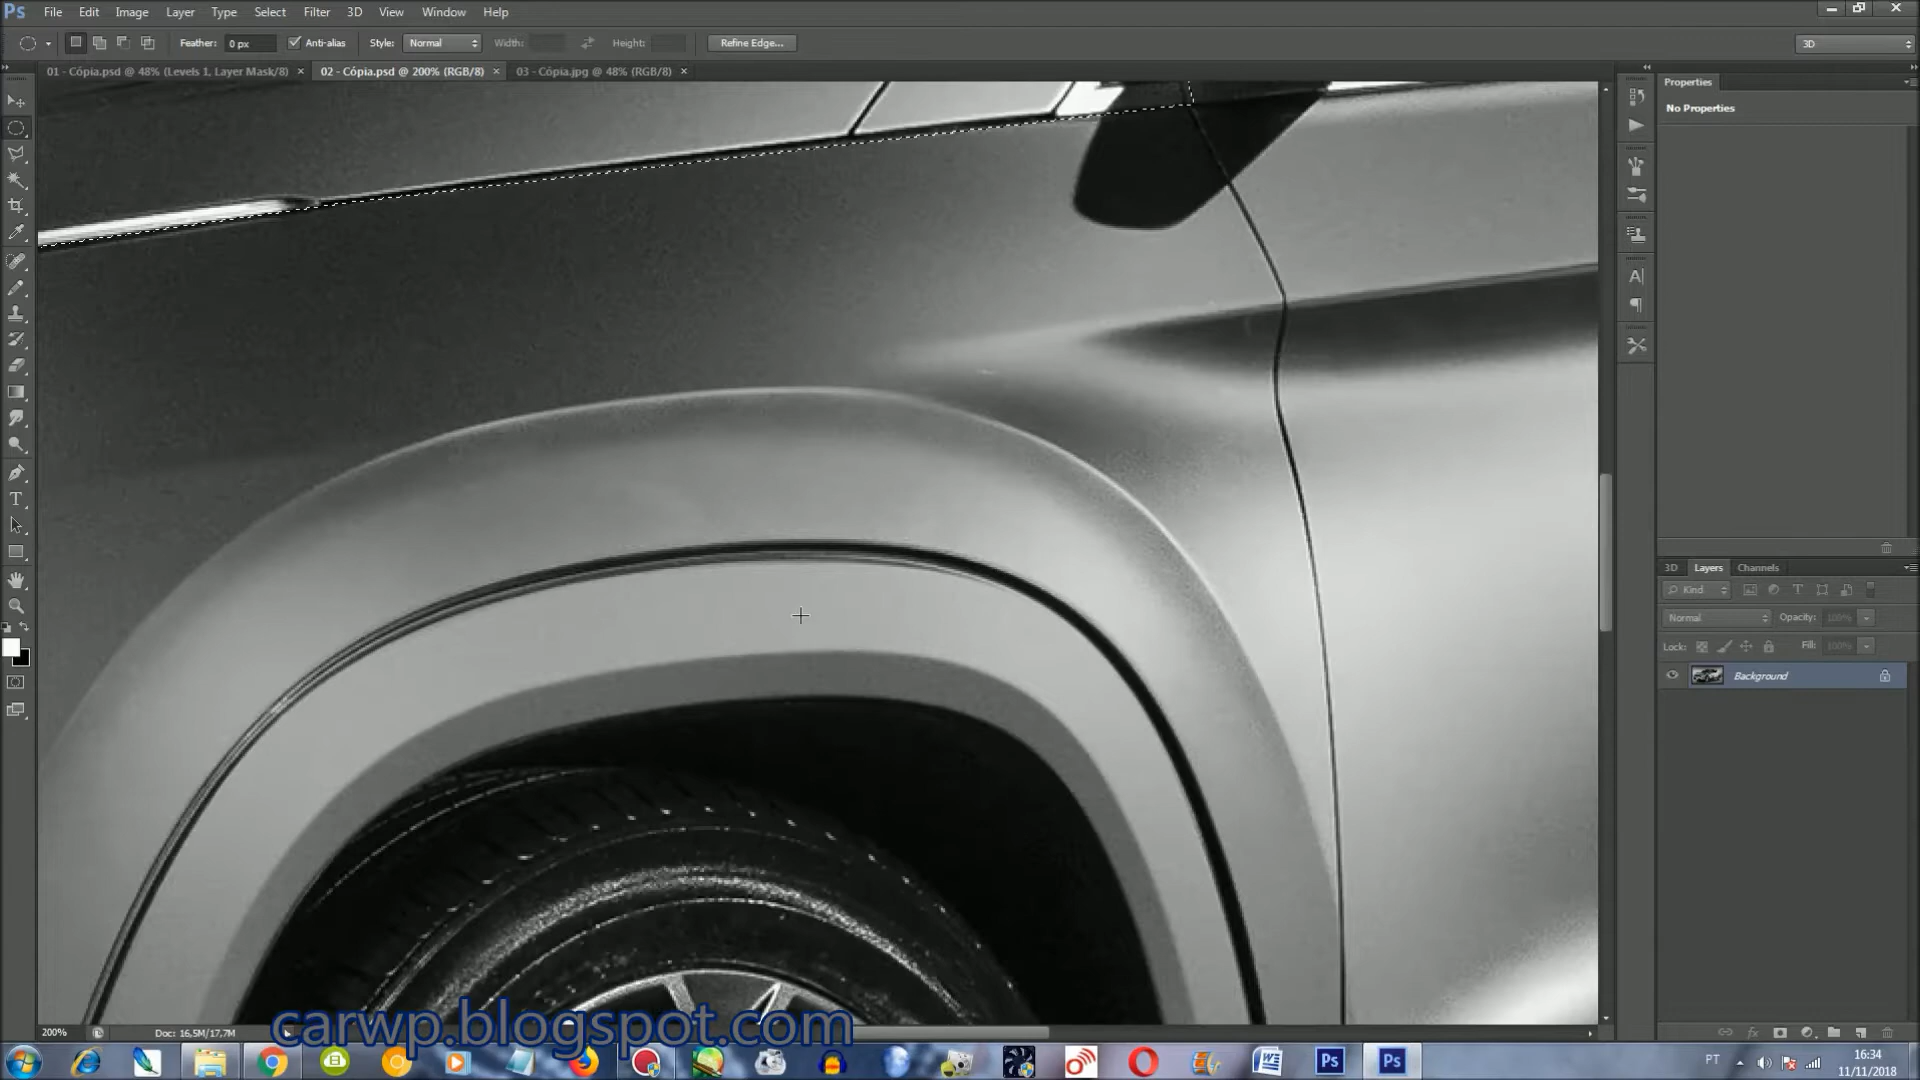 Ps File Edit Image Layer Type Select Filter 3D View Window Help
Feather: 0 px Anti-alias Style: Normal Width: Height: Refine Edge... 3D
01 - Cópia.psd @ 48% (Levels 1, Layer Mask/8) × 02 - Cópia.psd @ 200% (RGB/8) × 03 - Cópia.jpg @ 48% (RGB/8) ×
Properties
No Properties
3D Layers Channels
Kind
Normal Opacity: 100%
Lock: Fill: 100%
Background
200% Doc: 16,5M/17,7M
carwp.blogspot.com
PT 16:34
11/11/2018